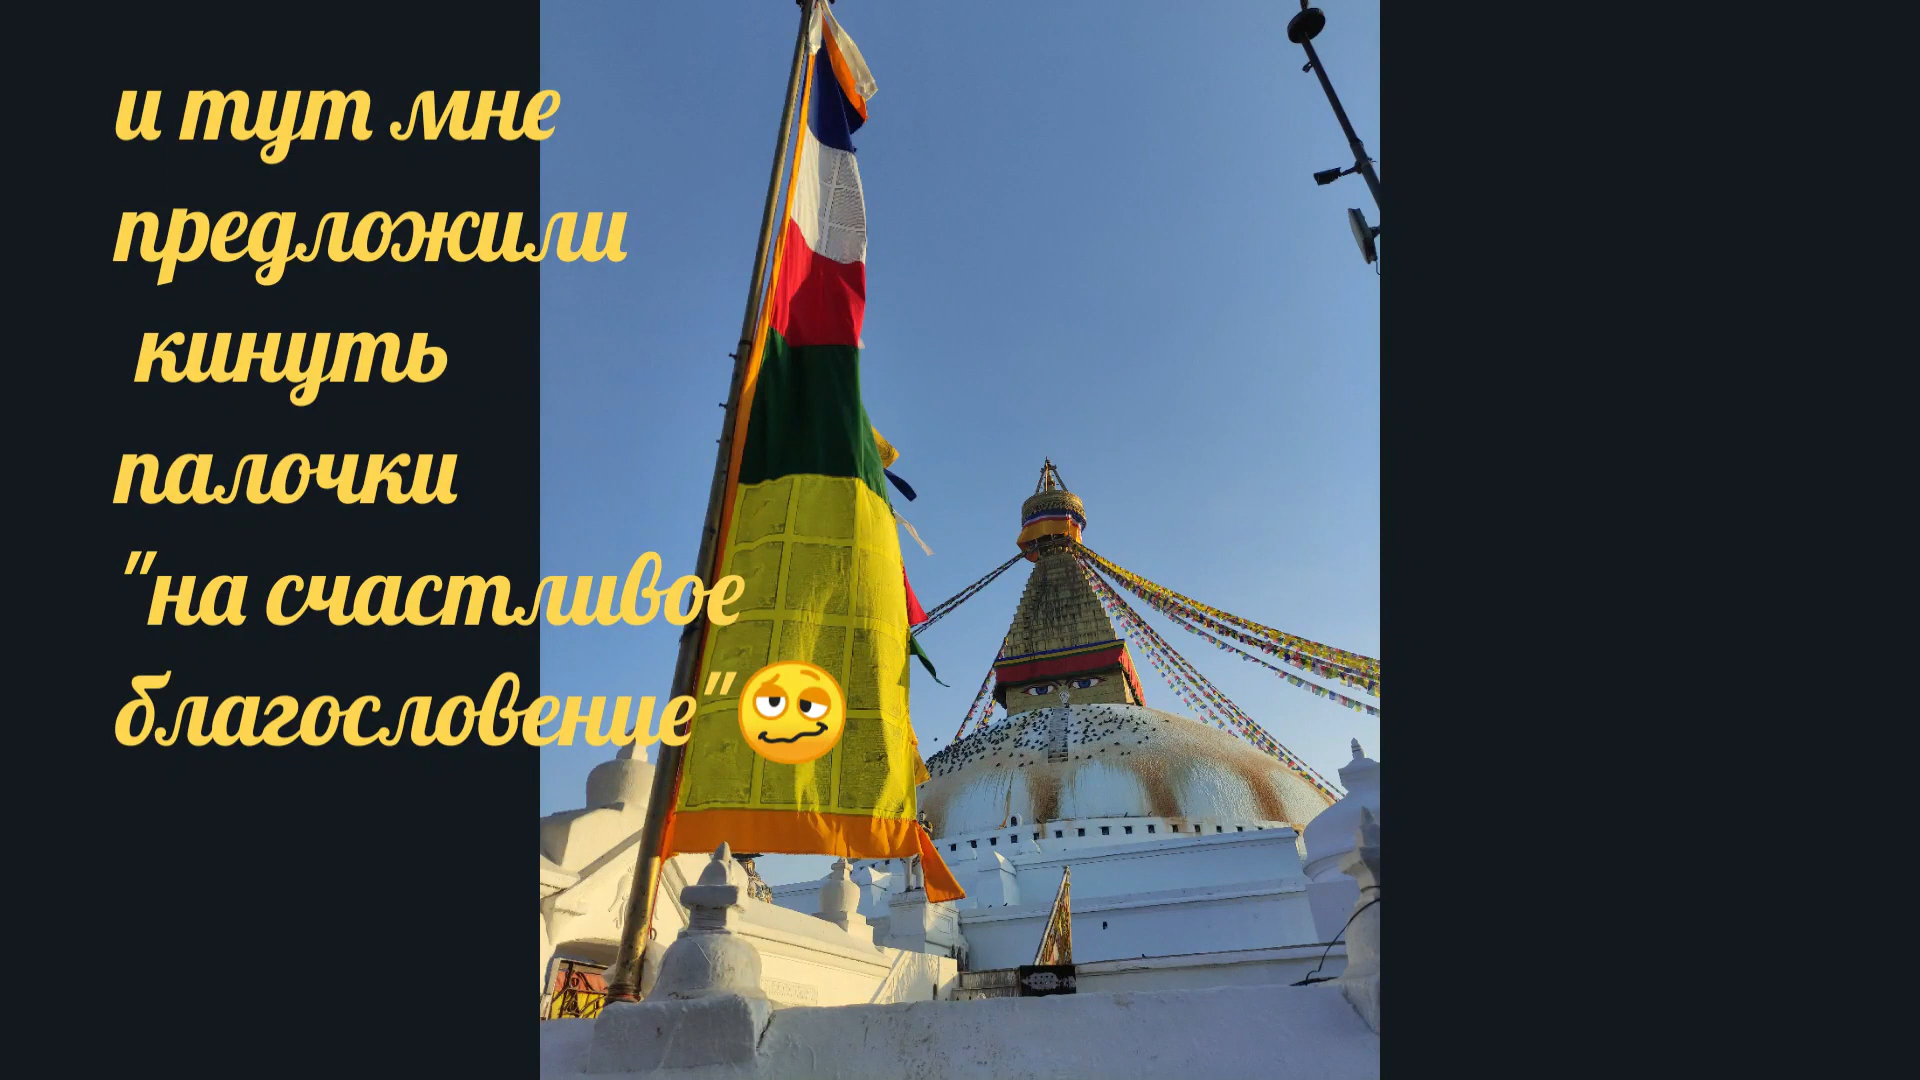 и тут мне
предложили
кинуть
палочки
"на счастливое
благословение"🥴